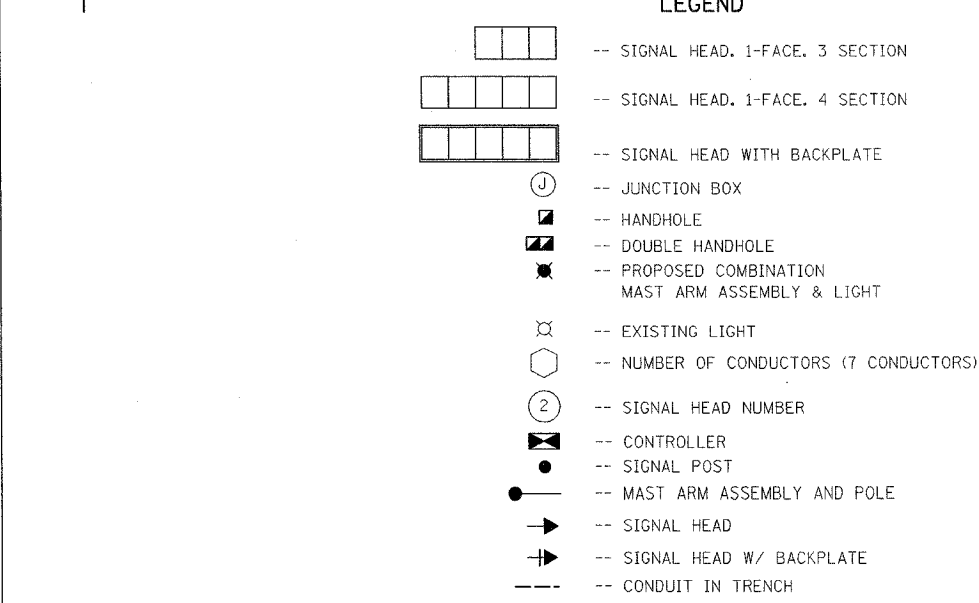 LEGEND
-- SIGNAL HEAD. 1-FACE. 3 SECTION
-- SIGNAL HEAD. 1-FACE. 4 SECTION
-- SIGNAL HEAD WITH BACKPLATE
J -- JUNCTION BOX
-- HANDHOLE
-- DOUBLE HANDHOLE
-- PROPOSED COMBINATION
MAST ARM ASSEMBLY & LIGHT
-- EXISTING LIGHT
-- NUMBER OF CONDUCTORS (7 CONDUCTORS)
2 -- SIGNAL HEAD NUMBER
-- CONTROLLER
-- SIGNAL POST
-- MAST ARM ASSEMBLY AND POLE
-- SIGNAL HEAD
-- SIGNAL HEAD W/ BACKPLATE
-- CONDUIT IN TRENCH